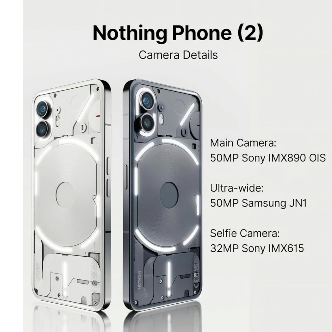 Nothing Phone (2)
Camera Details
Main Camera:
50MP Sony IMX890 OIS
Ultra-wide:
50MP Samsung JN1
Selfie Camera:
32MP Sony IMX615